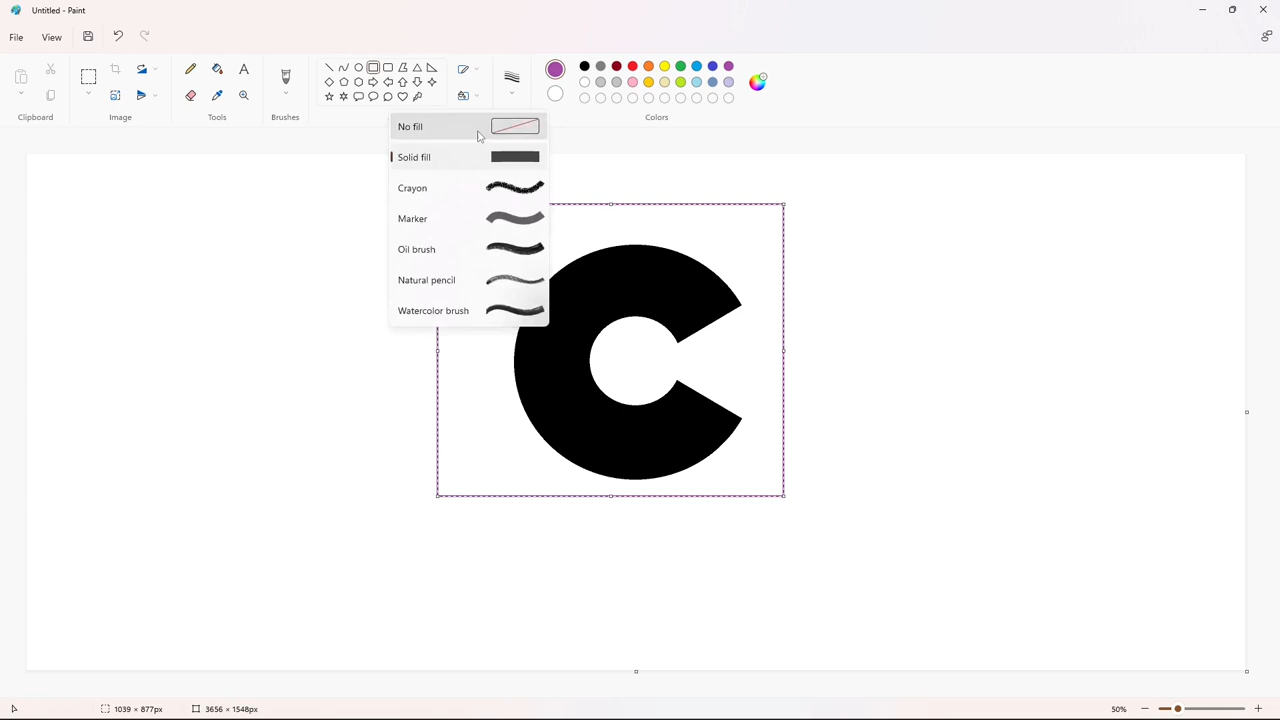 Untitled - Paint
File View
Clipboard
Image
Tools
Brushes
Colors
No fill
Solid fill
Crayon
Marker
Oil brush
Natural pencil
Watercolor brush
C
1039 × 877px
3656 × 1548px
50%